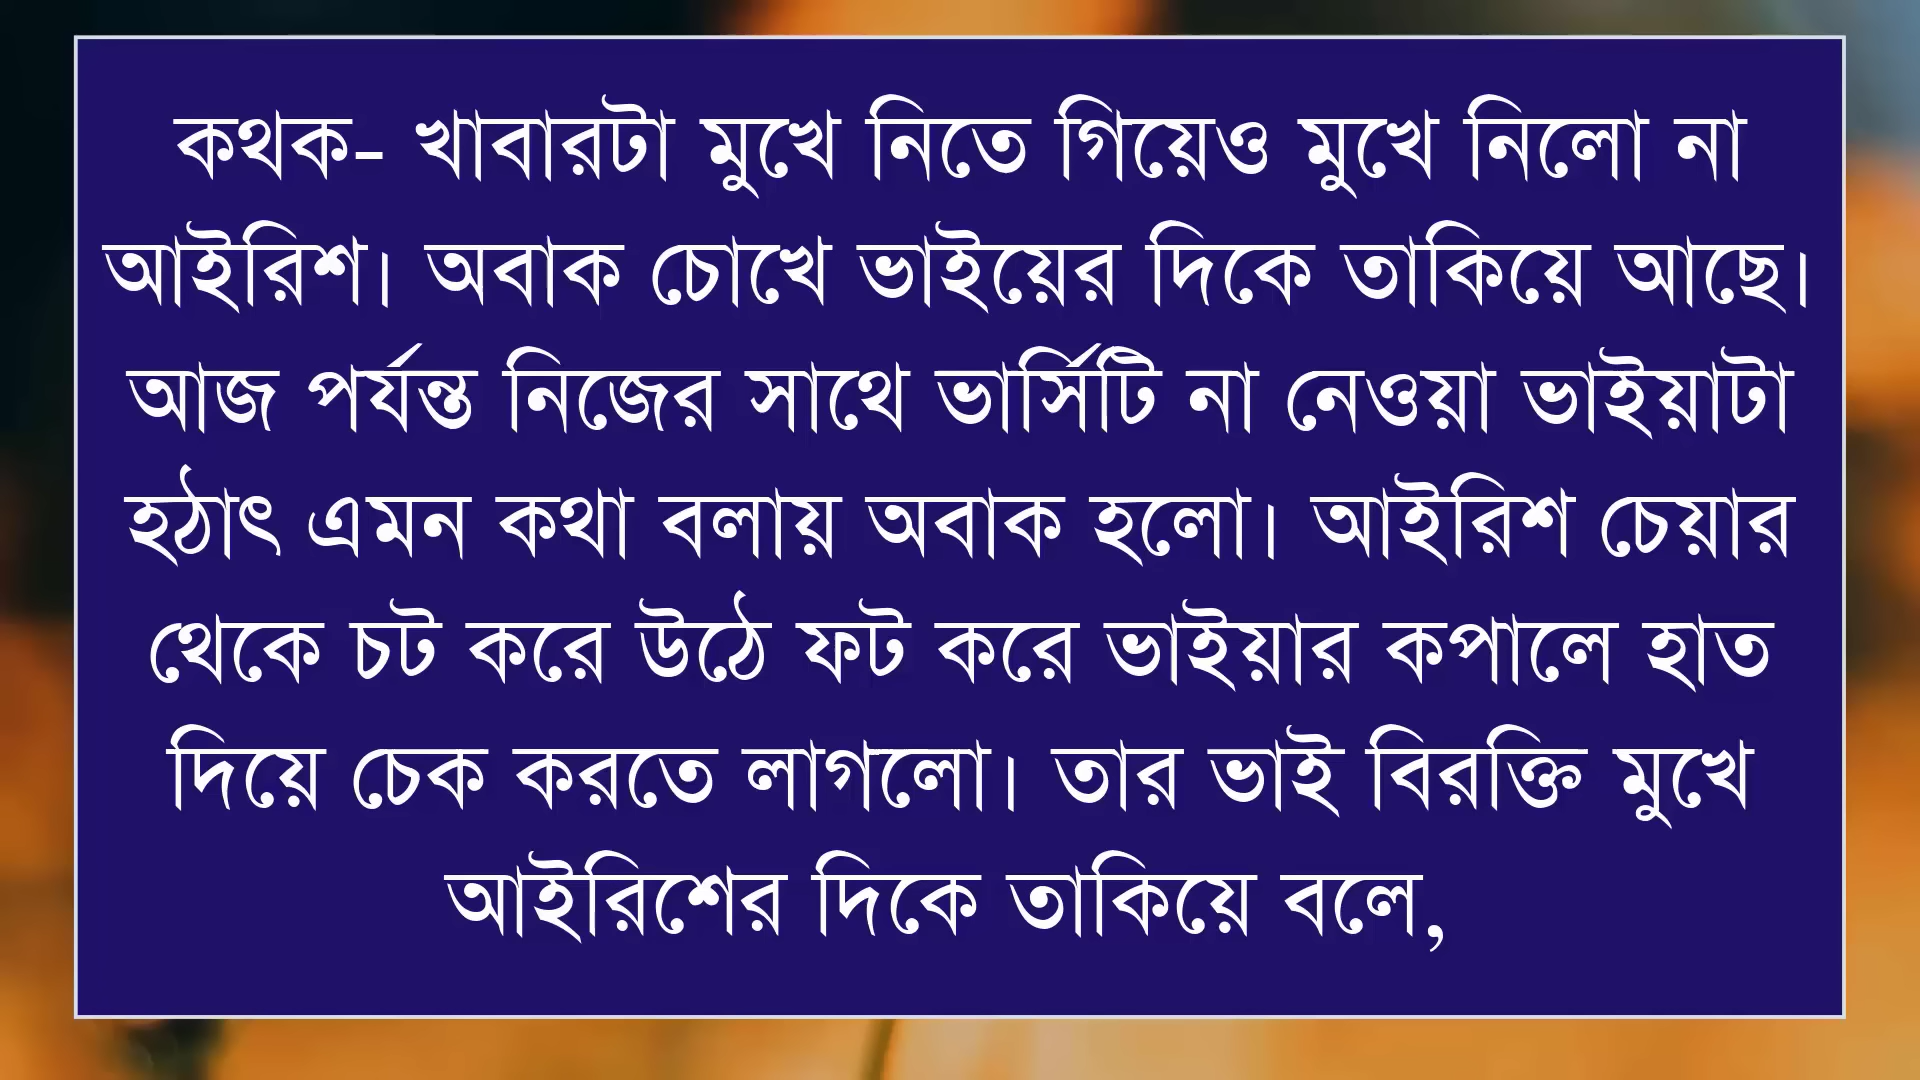 কথক- খাবারটা মুখে নিতে গিয়েও মুখে নিলো না
আইরিশ। অবাক চোখে ভাইয়ের দিকে তাকিয়ে আছে।
আজ পর্যন্ত নিজের সাথে ভার্সিটি না নেওয়া ভাইয়াটা
হঠাৎ এমন কথা বলায় অবাক হলো। আইরিশ চেয়ার
থেকে চট করে উঠে ফট করে ভাইয়ার কপালে হাত
দিয়ে চেক করতে লাগলো। তার ভাই বিরক্তি মুখে
আইরিশের দিকে তাকিয়ে বলে,